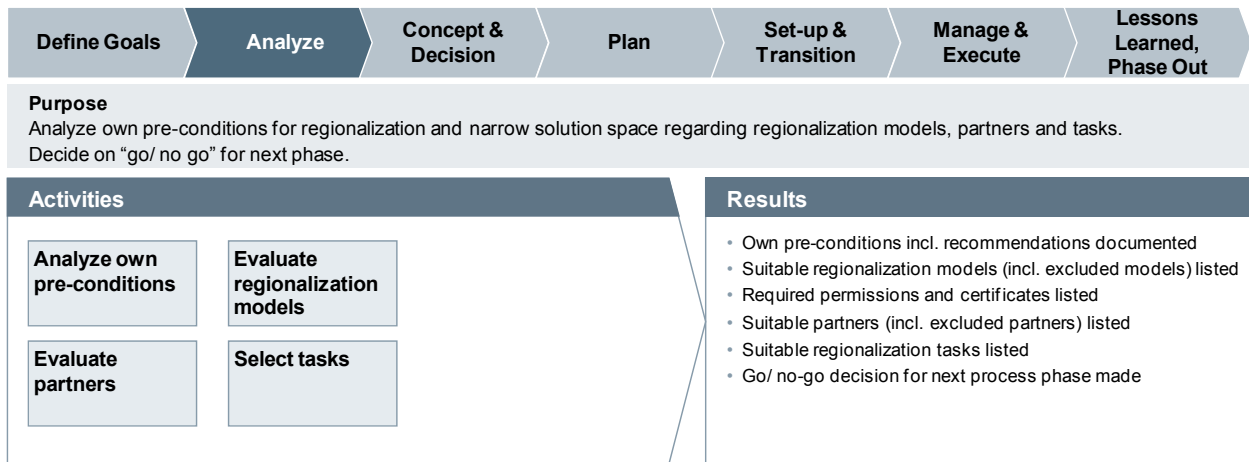 Define Goals
Analyze
Concept &
Decision
Plan
Set-up &
Transition
Manage &
Execute
Lessons
Learned,
Phase Out
Purpose
Analyze own pre-conditions for regionalization and narrow solution space regarding regionalization models, partners and tasks.
Decide on “go/ no go” for next phase.
Activities
Analyze own
pre-conditions
Evaluate
regionalization
models
Evaluate
partners
Select tasks
Results
• Own pre-conditions incl. recommendations documented
• Suitable regionalization models (incl. excluded models) listed
• Required permissions and certificates listed
• Suitable partners (incl. excluded partners) listed
• Suitable regionalization tasks listed
• Go/ no-go decision for next process phase made